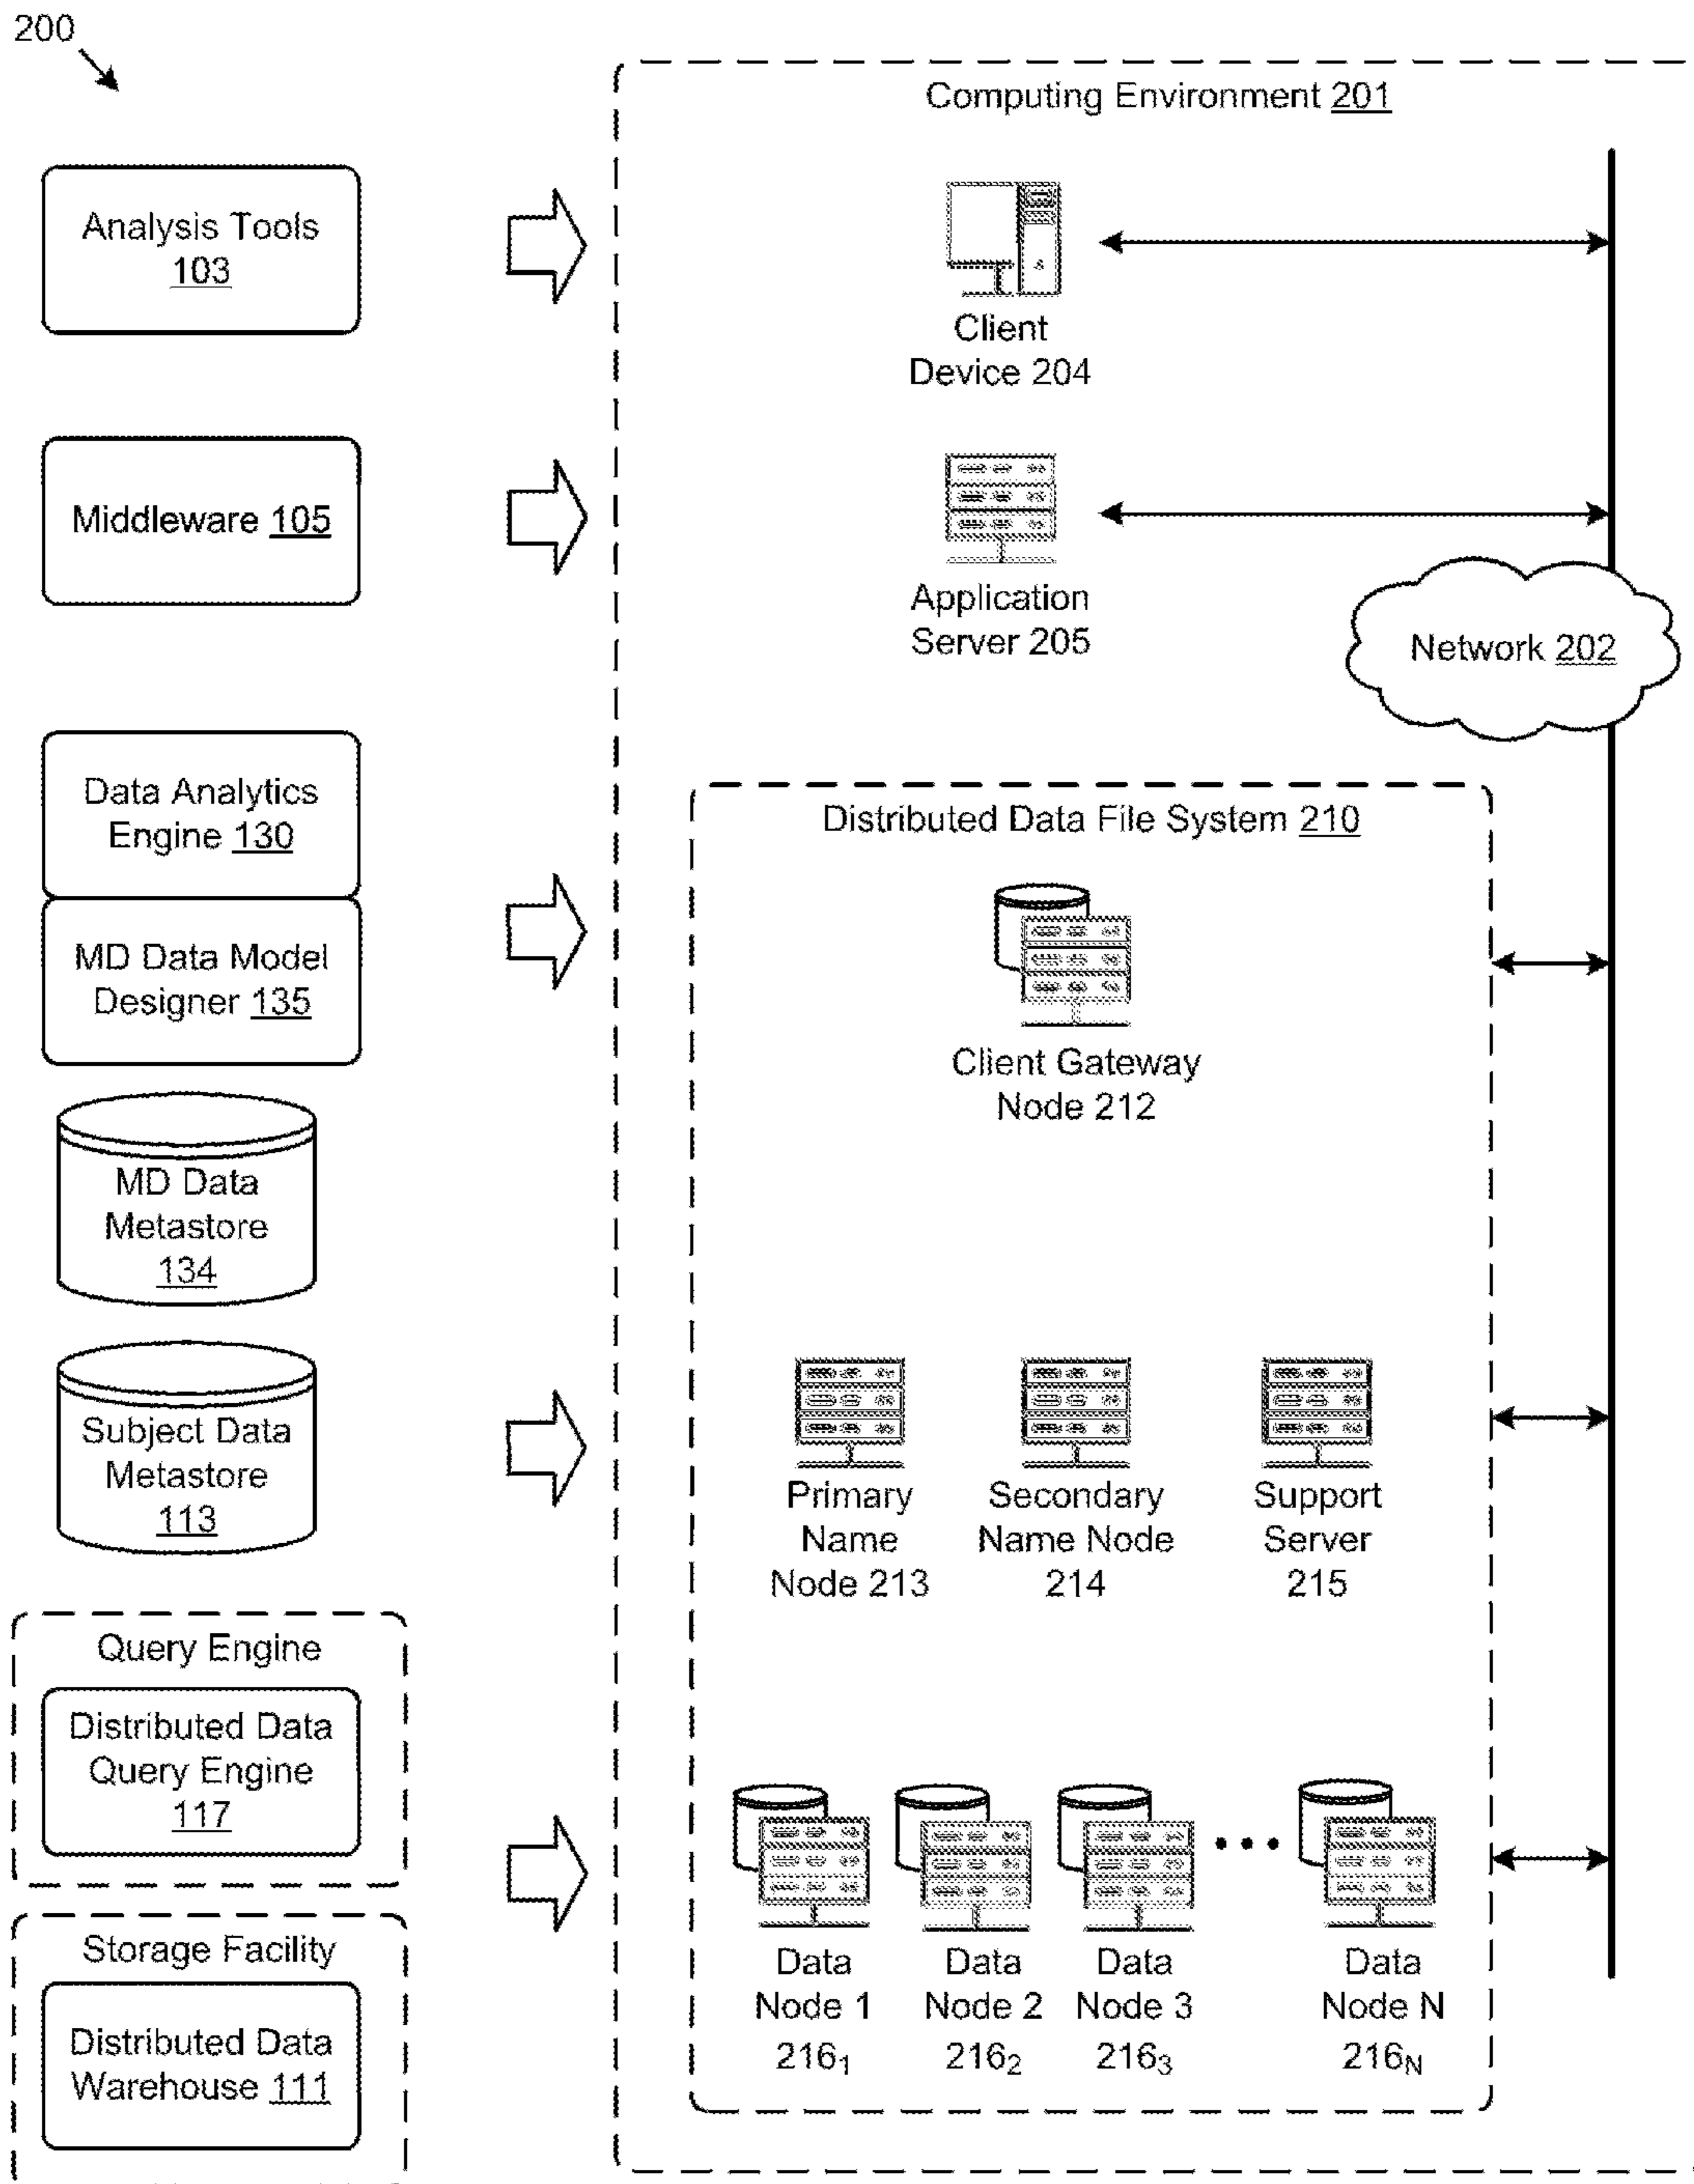 200
Computing Environment 201
Analysis Tools
103
Client
Device 204
Middleware 105
Application
Server 205
Network 202
Data Analytics
Engine 130
MD Data Model
Designer 135
Distributed Data File System 210
Client Gateway
Node 212
MD Data
Metastore
134
Subject Data
Metastore
113
Primary
Name
Node 213
Secondary
Name Node
214
Support
Server
215
Query Engine
Distributed Data
Query Engine
117
Storage Facility
Distributed Data
Warehouse 111
Data
Node 1
216₁
Data
Node 2
216₂
Data
Node 3
216₃
Data
Node N
216N